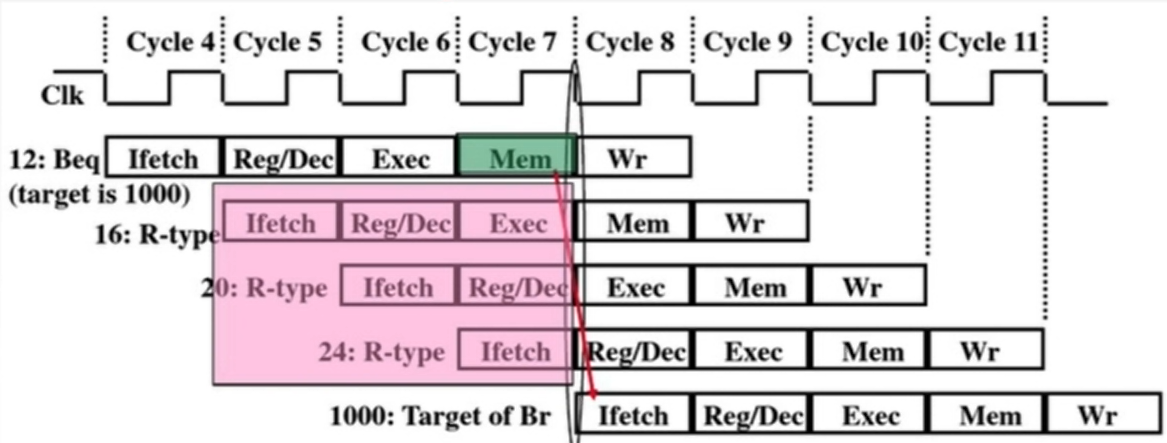 Cycle 4 Cycle 5 Cycle 6 Cycle 7 Cycle 8 Cycle 9 Cycle 10 Cycle 11
Clk
12: Beq Ifetch Reg/Dec Exec Mem Wr
(target is 1000)
16: R-type Ifetch Reg/Dec Exec Mem Wr
20: R-type Ifetch Reg/Dec Exec Mem Wr
24: R-type Ifetch Reg/Dec Exec Mem Wr
1000: Target of Br Ifetch Reg/Dec Exec Mem Wr